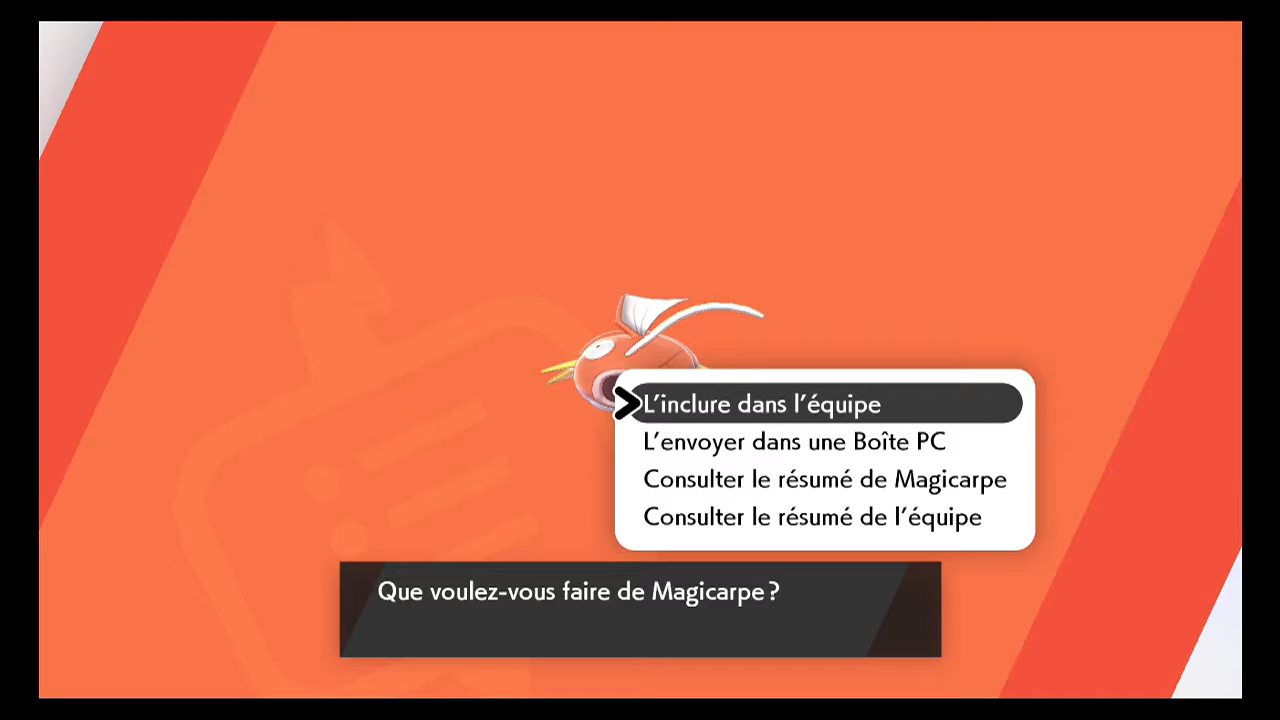 L'inclure dans l'équipe
L'envoyer dans une Boîte PC
Consulter le résumé de Magicarpe
Consulter le résumé de l'équipe
Que voulez-vous faire de Magicarpe ?